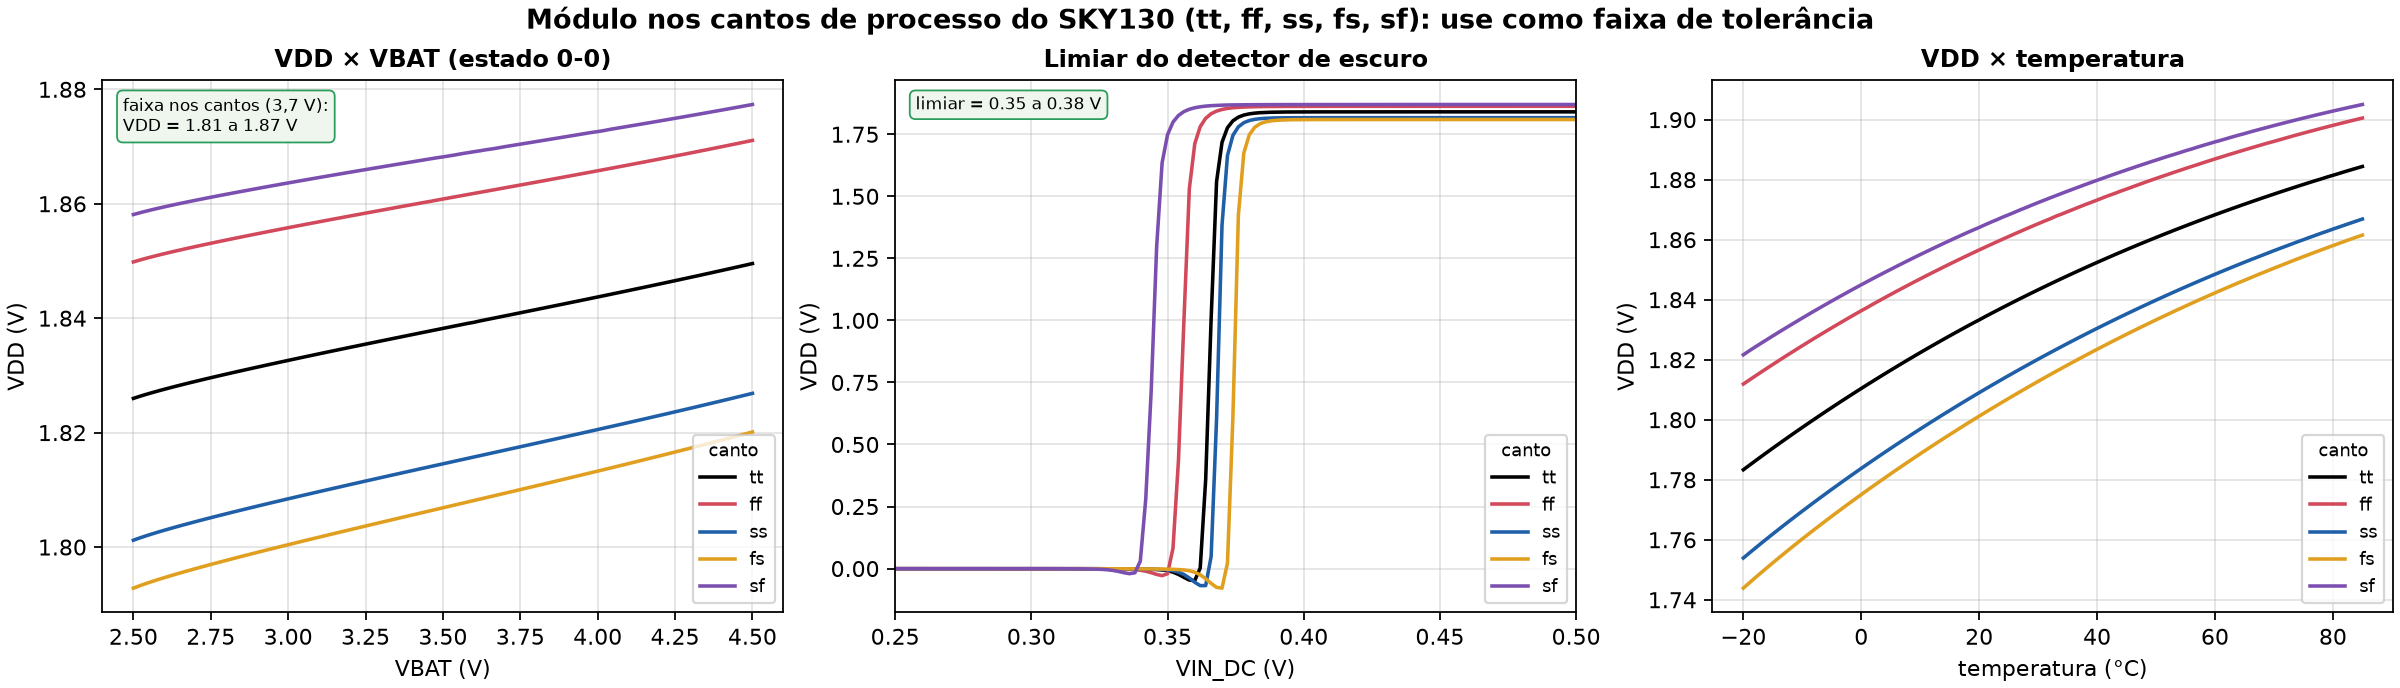 Módulo nos cantos de processo do SKY130 (tt, ff, ss, fs, sf): use como faixa de tolerância
VDD × VBAT (estado 0-0)
faixa nos cantos (3,7 V):
VDD = 1.81 a 1.87 V
1.88
1.86
1.84
1.82
1.80
VDD (V)
canto
tt
ff
ss
fs
sf
2.50 2.75 3.00 3.25 3.50 3.75 4.00 4.25 4.50
VBAT (V)
Limiar do detector de escuro
limiar = 0.35 a 0.38 V
1.75
1.50
1.25
1.00
0.75
0.50
0.25
0.00
VDD (V)
canto
tt
ff
ss
fs
sf
0.25 0.30 0.35 0.40 0.45 0.50
VIN_DC (V)
VDD × temperatura
1.90
1.88
1.86
1.84
1.82
1.80
1.78
1.76
1.74
VDD (V)
canto
tt
ff
ss
fs
sf
−20 0 20 40 60 80
temperatura (°C)